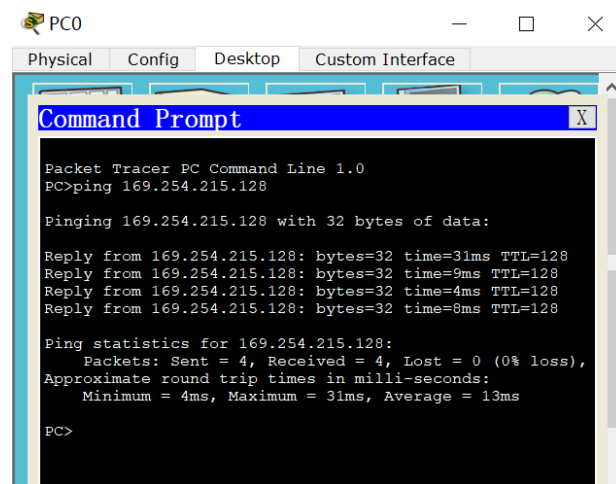 PC0
Physical Config Desktop Custom Interface
Command Prompt
X
Packet Tracer PC Command Line 1.0
PC>ping 169.254.215.128
Pinging 169.254.215.128 with 32 bytes of data:
Reply from 169.254.215.128: bytes=32 time=31ms TTL=128
Reply from 169.254.215.128: bytes=32 time=9ms TTL=128
Reply from 169.254.215.128: bytes=32 time=4ms TTL=128
Reply from 169.254.215.128: bytes=32 time=8ms TTL=128
Ping statistics for 169.254.215.128:
    Packets: Sent = 4, Received = 4, Lost = 0 (0% loss),
Approximate round trip times in milli-seconds:
    Minimum = 4ms, Maximum = 31ms, Average = 13ms
PC>